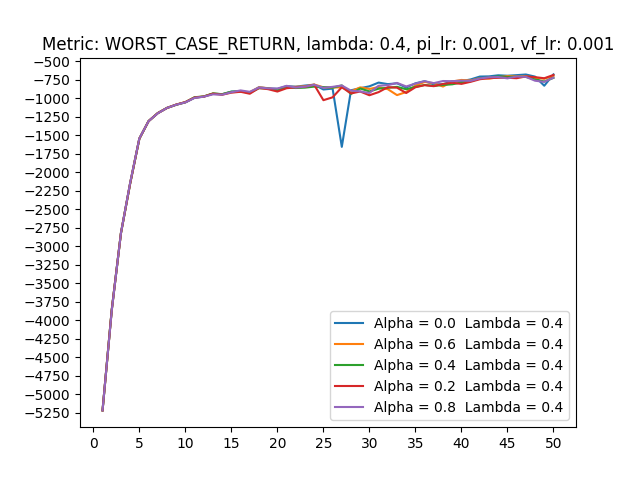 Metric: WORST_CASE_RETURN, lambda: 0.4, pi_lr: 0.001, vf_lr: 0.001
−500
−750
−1000
−1250
−1500
−1750
−2000
−2250
−2500
−2750
−3000
−3250
−3500
−3750
−4000
−4250
−4500
−4750
−5000
−5250
Alpha = 0.0  Lambda = 0.4
Alpha = 0.6  Lambda = 0.4
Alpha = 0.4  Lambda = 0.4
Alpha = 0.2  Lambda = 0.4
Alpha = 0.8  Lambda = 0.4
0 5 10 15 20 25 30 35 40 45 50